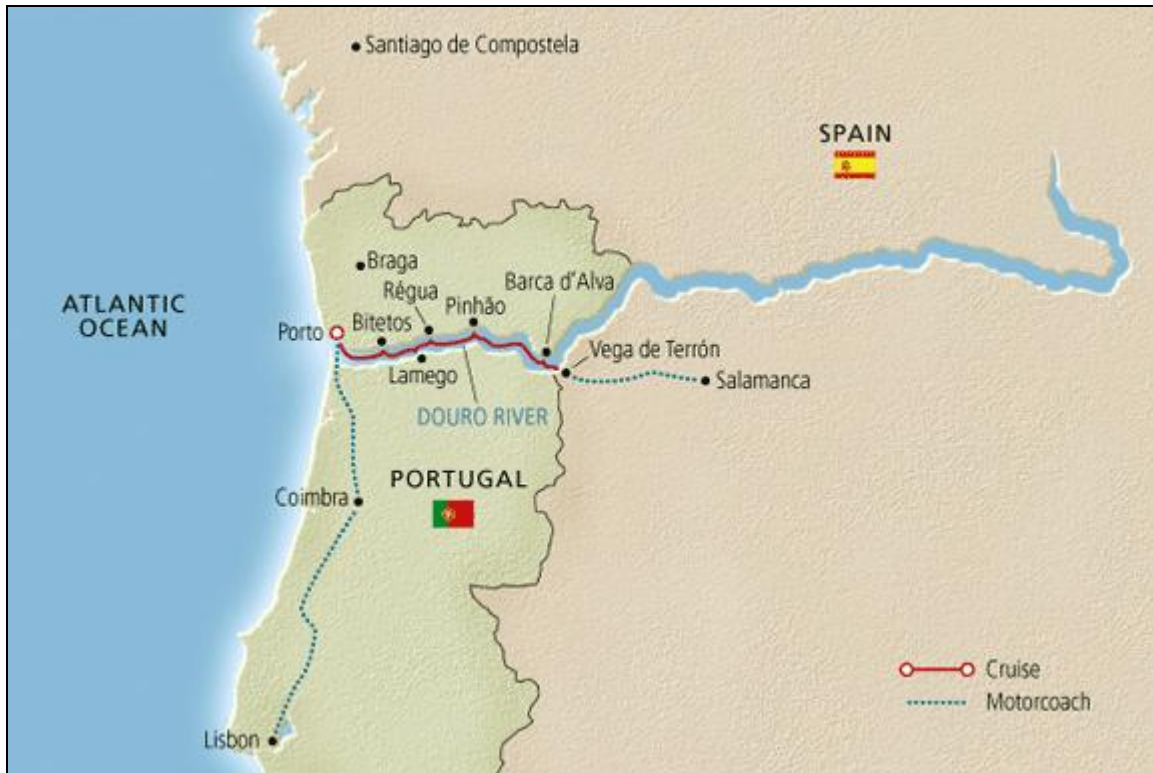 Santiago de Compostela
SPAIN
Braga
Barca d'Alva
Régua
Pinhão
ATLANTIC
OCEAN
Porto
Bitetos
Vega de Terrón
Lamego
Salamanca
DOURO RIVER
PORTUGAL
Coimbra
Cruise
Motorcoach
Lisbon